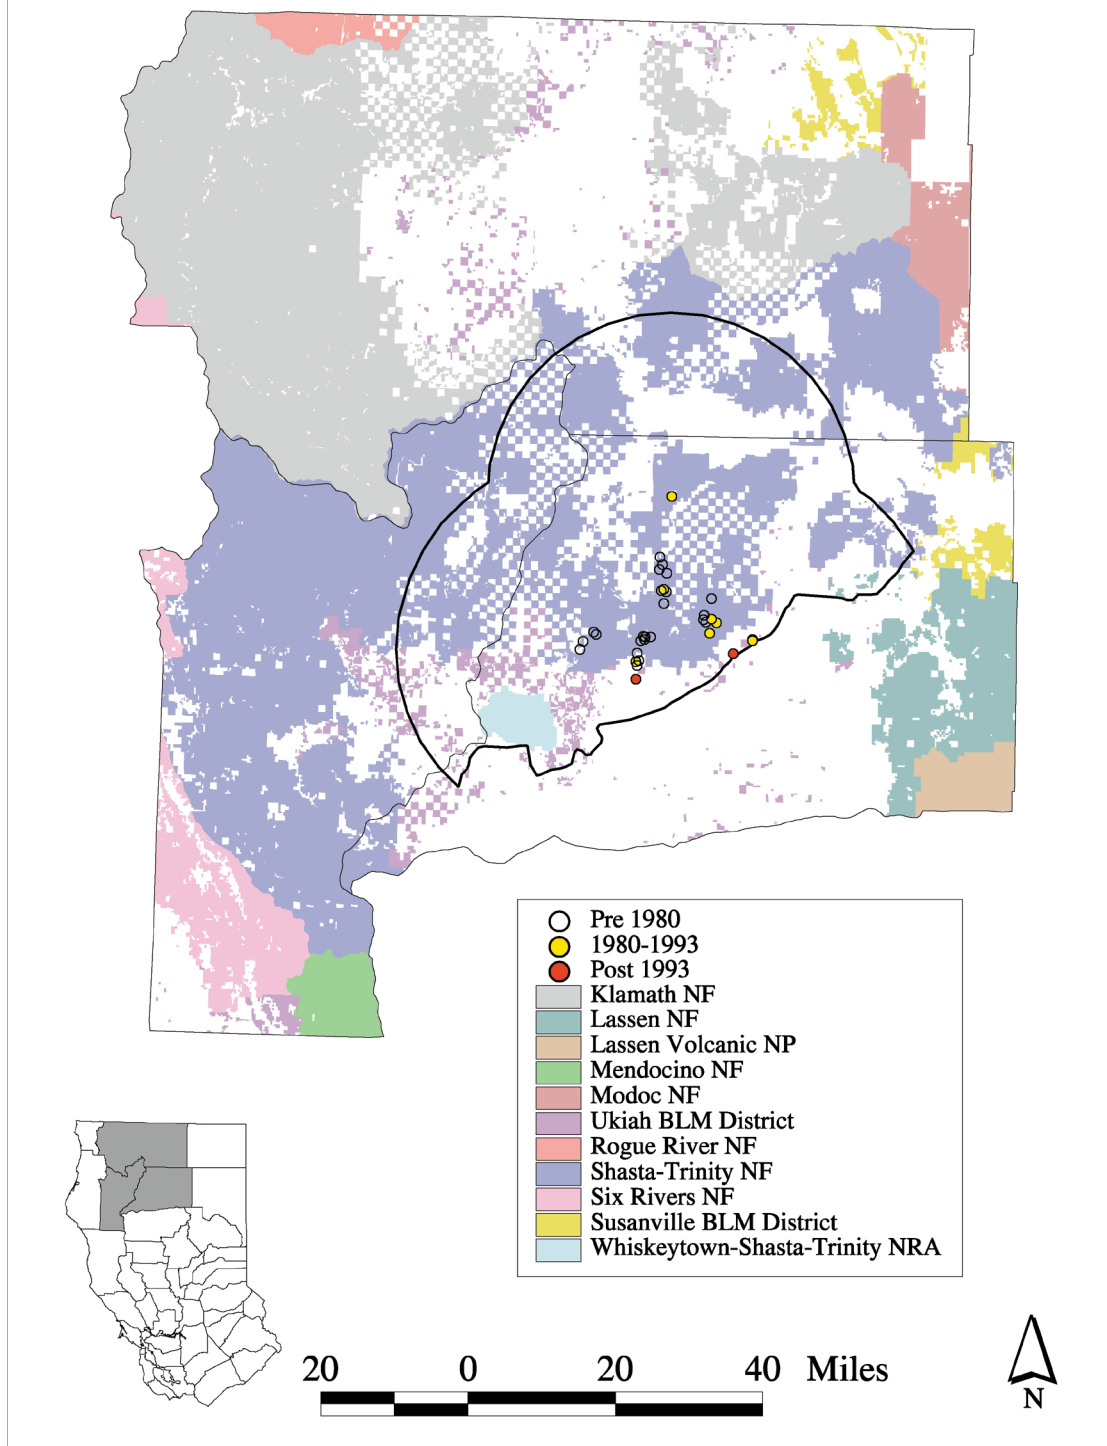 Pre 1980
1980-1993
Post 1993
Klamath NF
Lassen NF
Lassen Volcanic NP
Mendocino NF
Modoc NF
Ukiah BLM District
Rogue River NF
Shasta-Trinity NF
Six Rivers NF
Susanville BLM District
Whiskeytown-Shasta-Trinity NRA
20 0 20 40 Miles
N